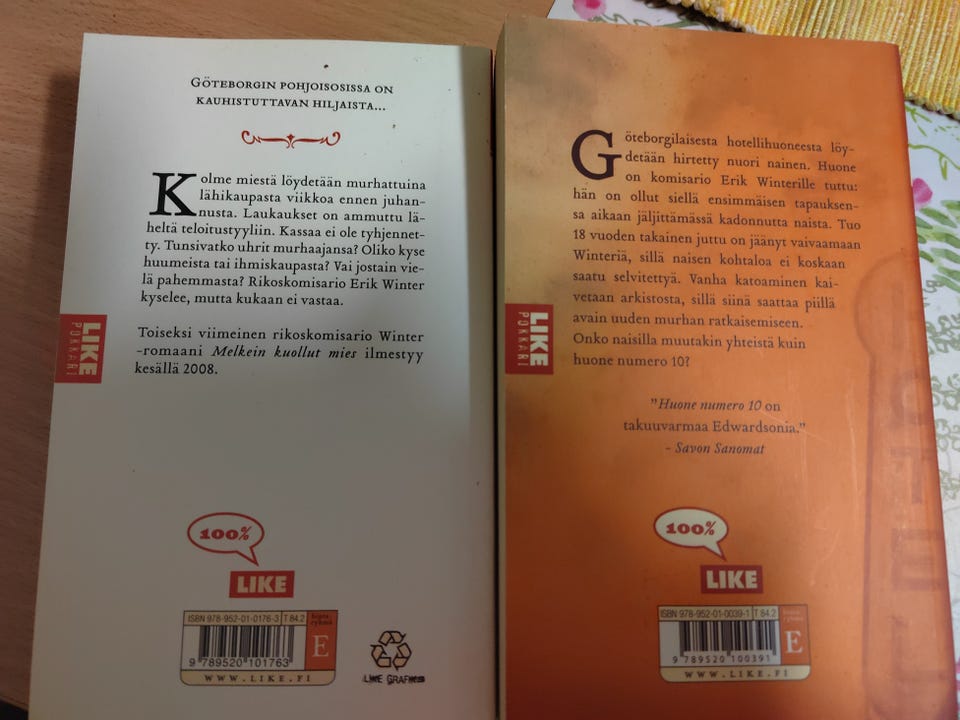 GÖTEBORGIN POHJOISOSISSA ON
KAUHISTUTTAVAN HILJAISTA...
Kolme miestä löydetään murhattuina
lähikaupasta viikkoa ennen juhan-
nusta. Laukaukset on ammuttu lä-
heltä teloitustyyliin. Kassaa ei ole tyhjennet-
ty. Tunsivatko uhrit murhaajansa? Oliko kyse
huumeista tai ihmiskaupasta? Vai jostain vie-
lä pahemmasta? Rikoskomisario Erik Winter
kyselee, mutta kukaan ei vastaa.
Toiseksi viimeinen rikoskomisario Winter
-romaani Melkein kuollut mies ilmestyy
kesällä 2008.
LIKE
POKKARI
100%
LIKE
ISBN 978-952-01-0176-3 T 84.2
E
9 789520 101763
WWW.LIKE.FI
LIKE GRAFIIKKA
Göteborgilaisesta hotellihuoneesta löy-
detään hirtetty nuori nainen. Huone
on komisario Erik Winterille tuttu:
hän on ollut siellä ensimmäisen tapauksen-
sa aikaan jäljittämässä kadonnutta naista. Tuo
18 vuoden takainen juttu on jäänyt vaivaamaan
Winteriä, sillä naisen kohtaloa ei koskaan
saatu selvitettyä. Vanha katoaminen kai-
vetaan arkistosta, sillä siinä saattaa piillä
avain uuden murhan ratkaisemiseen.
Onko naisilla muutakin yhteistä kuin
huone numero 10?
"Huone numero 10 on
takuuvarmaa Edwardsonia."
- Savon Sanomat
LIKE
POKKARI
100%
LIKE
ISBN 978-952-01-0039-1 T 84.2
E
9 789520 100391
WWW.LIKE.FI